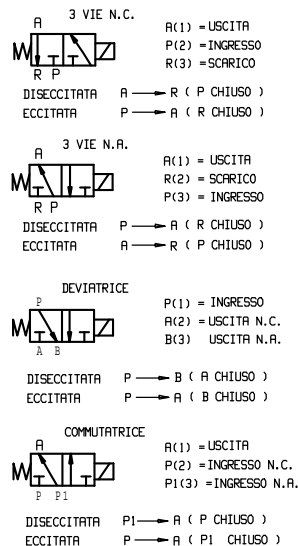 3 VIE N.C.
A
R P
A(1) = USCITA
P(2) = INGRESSO
R(3) = SCARICO
DISECCITATA A R ( P CHIUSO )
ECCITATA P A ( R CHIUSO )
3 VIE N.A.
A
R P
A(1) = USCITA
R(2) = SCARICO
P(3) = INGRESSO
DISECCITATA P A ( R CHIUSO )
ECCITATA A R ( P CHIUSO )
DEVIATRICE
P
A B
P(1) = INGRESSO
A(2) = USCITA N.C.
B(3) USCITA N.A.
DISECCITATA P B ( A CHIUSO )
ECCITATA P A ( B CHIUSO )
COMMUTATRICE
A
P P1
A(1) = USCITA
P(2) = INGRESSO N.C.
P1(3) = INGRESSO N.A.
DISECCITATA P1 A ( P CHIUSO )
ECCITATA P A ( P1 CHIUSO )